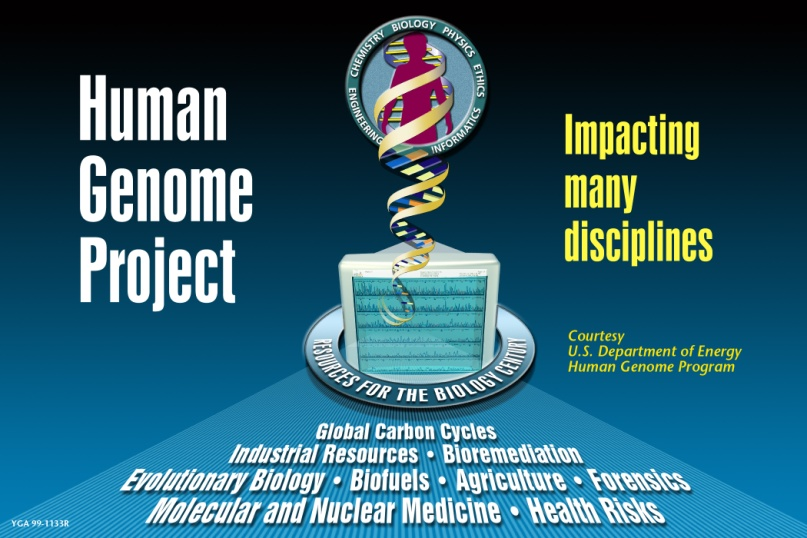 Human
Genome
Project
ENGINEERING CHEMISTRY BIOLOGY PHYSICS ETHICS INFORMATICS
Impacting
many
disciplines
Courtesy
U.S. Department of Energy
Human Genome Program
RESOURCES FOR THE BIOLOGY CENTURY
Global Carbon Cycles
Industrial Resources • Bioremediation
Evolutionary Biology • Biofuels • Agriculture • Forensics
Molecular and Nuclear Medicine • Health Risks
YGA 99-1133R